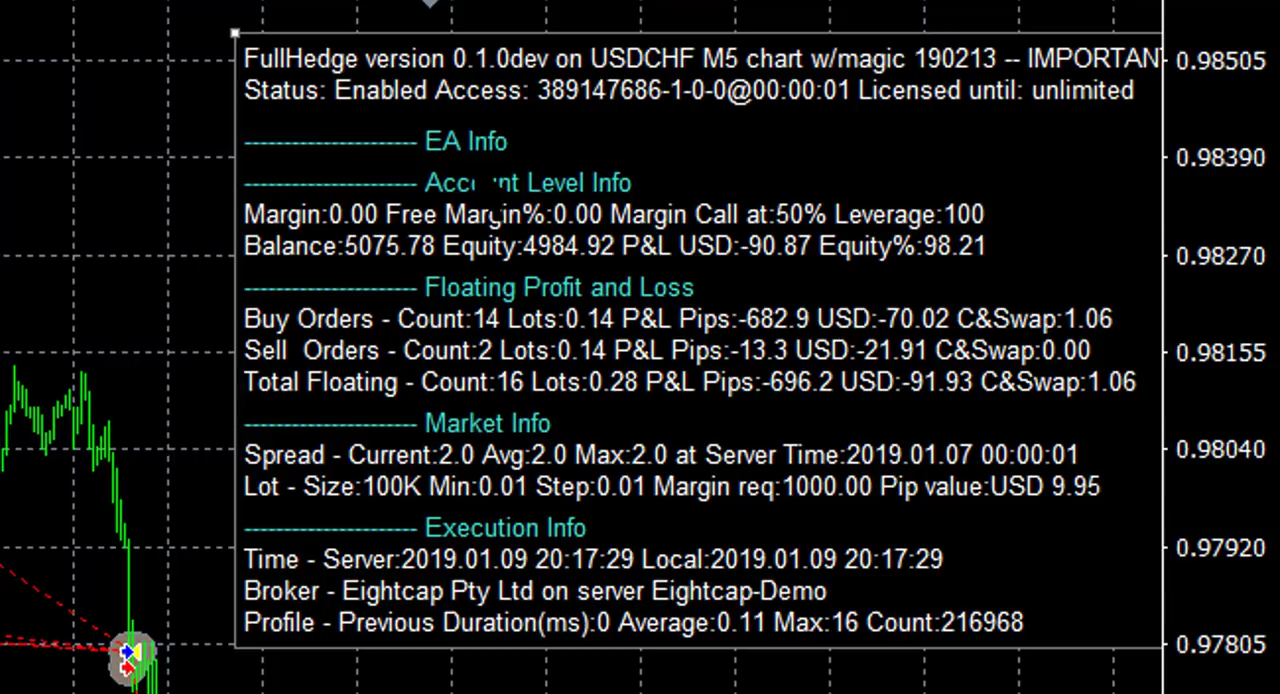 FullHedge version 0.1.0dev on USDCHF M5 chart w/magic 190213 -- IMPORTANT
Status: Enabled Access: 389147686-1-0-0@00:00:01 Licensed until: unlimited
--------------------- EA Info
--------------------- Account Level Info
Margin:0.00 Free Margin%:0.00 Margin Call at:50% Leverage:100
Balance:5075.78 Equity:4984.92 P&L USD:-90.87 Equity%:98.21
--------------------- Floating Profit and Loss
Buy Orders - Count:14 Lots:0.14 P&L Pips:-682.9 USD:-70.02 C&Swap:1.06
Sell  Orders - Count:2 Lots:0.14 P&L Pips:-13.3 USD:-21.91 C&Swap:0.00
Total Floating - Count:16 Lots:0.28 P&L Pips:-696.2 USD:-91.93 C&Swap:1.06
--------------------- Market Info
Spread - Current:2.0 Avg:2.0 Max:2.0 at Server Time:2019.01.07 00:00:01
Lot - Size:100K Min:0.01 Step:0.01 Margin req:1000.00 Pip value:USD 9.95
--------------------- Execution Info
Time - Server:2019.01.09 20:17:29 Local:2019.01.09 20:17:29
Broker - Eightcap Pty Ltd on server Eightcap-Demo
Profile - Previous Duration(ms):0 Average:0.11 Max:16 Count:216968
0.98505
0.98390
0.98270
0.98155
0.98040
0.97920
0.97805